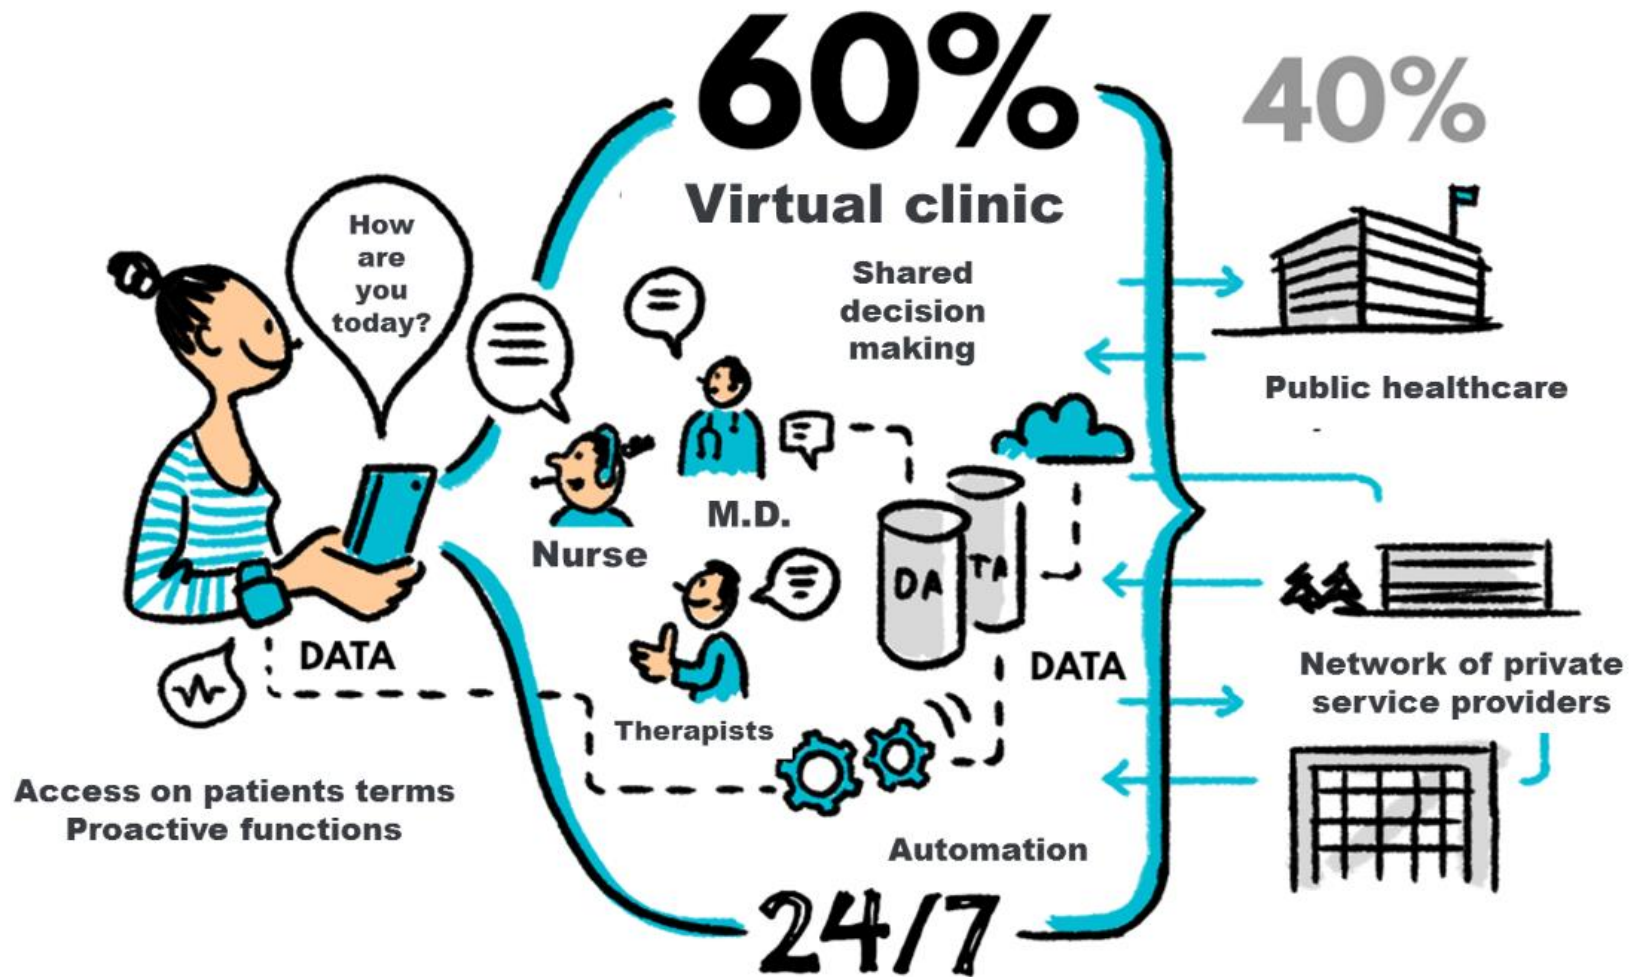 60%
40%
Virtual clinic
How
are
you
today?
Shared
decision
making
Public healthcare
M.D.
Nurse
DA
TA
DATA
DATA
Network of private
service providers
Therapists
Access on patients terms
Proactive functions
Automation
24/7